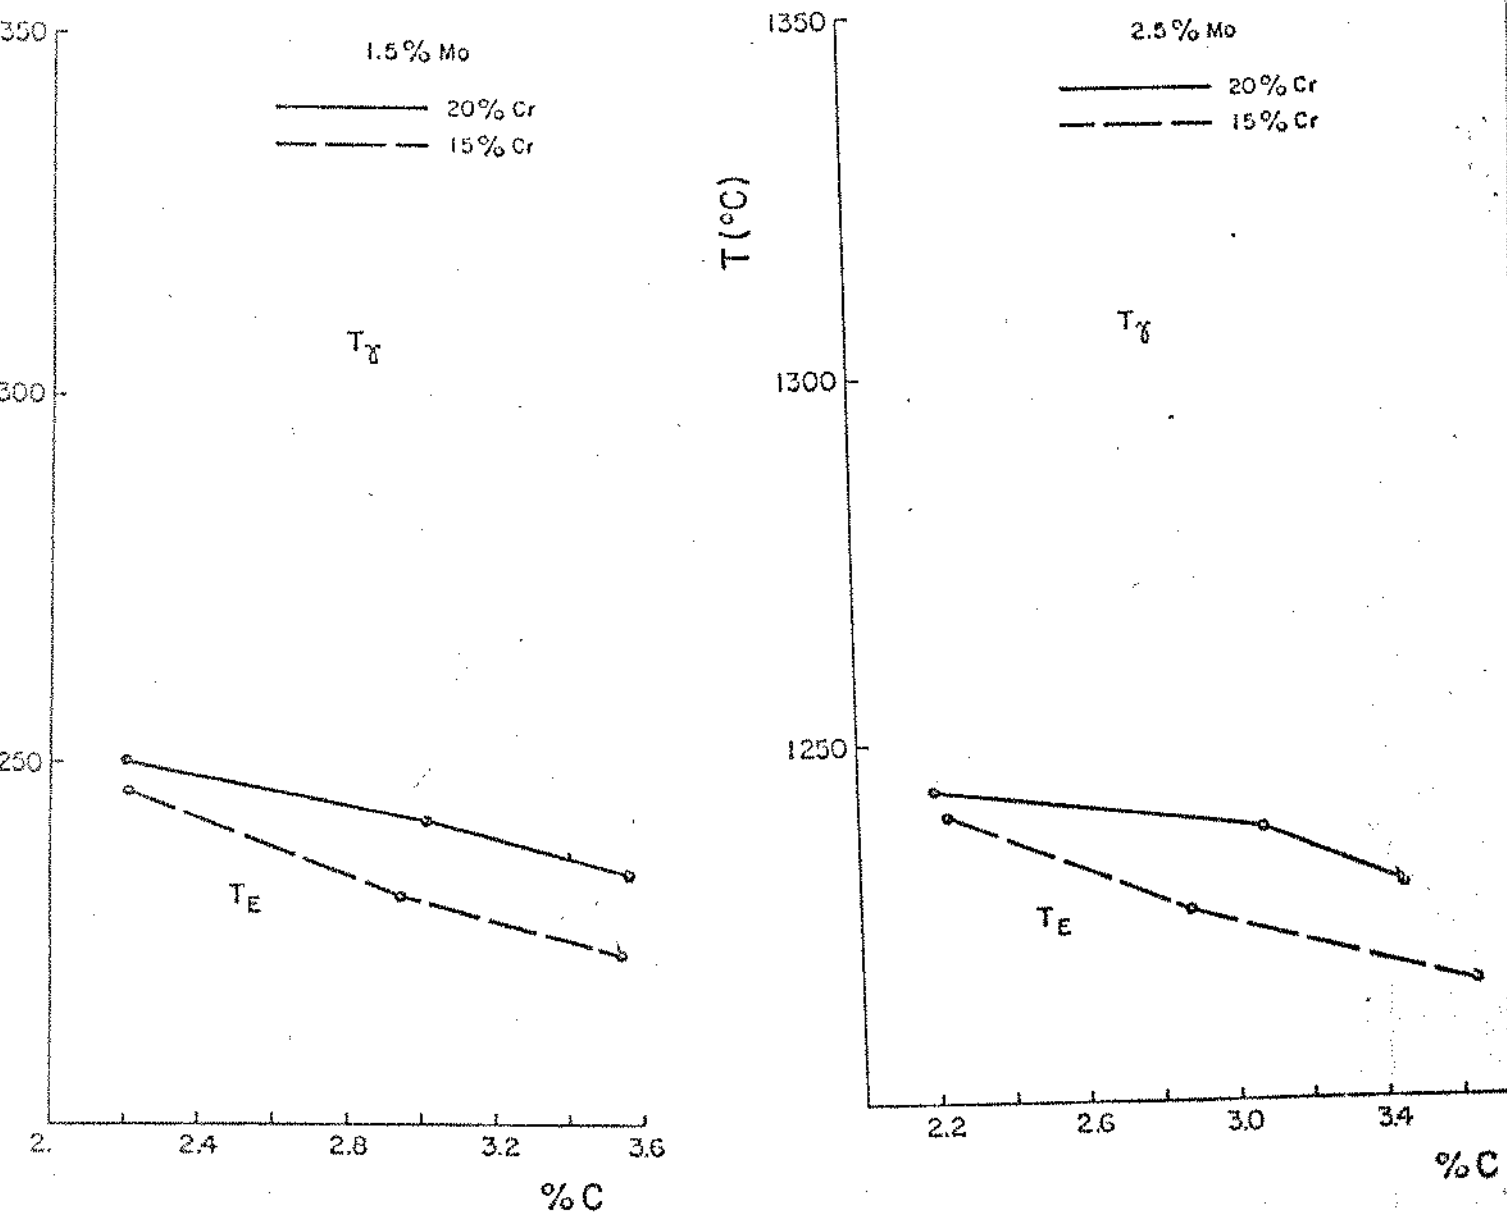 350
1.5% Mo
20% Cr
15% Cr
Tγ
300
250
TE
2. 2.4 2.8 3.2 3.6
% C
1350
2.5% Mo
20% Cr
15% Cr
T (°C)
Tγ
1300
1250
TE
2.2 2.6 3.0 3.4
% C